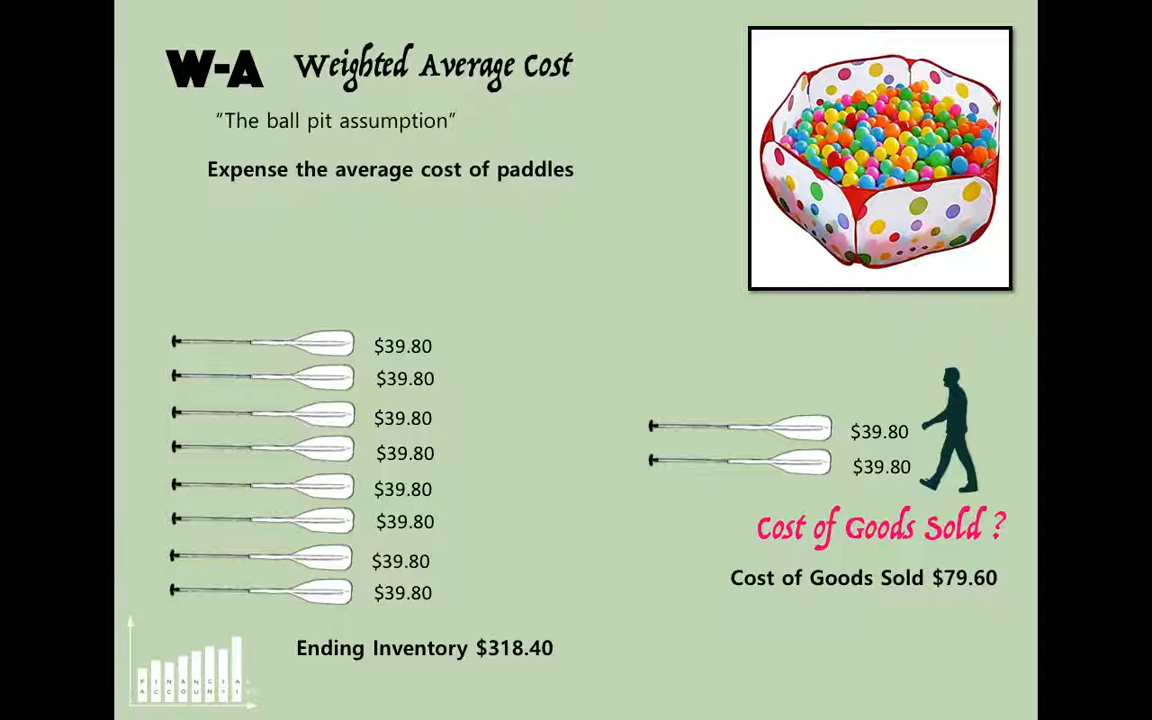 W-A Weighted Average Cost
"The ball pit assumption"
Expense the average cost of paddles
$39.80
$39.80
$39.80
$39.80
$39.80
$39.80
$39.80
$39.80
Ending Inventory $318.40
$39.80
$39.80
Cost of Goods Sold ?
Cost of Goods Sold $79.60
FINANCIAL
ACCOUNTI